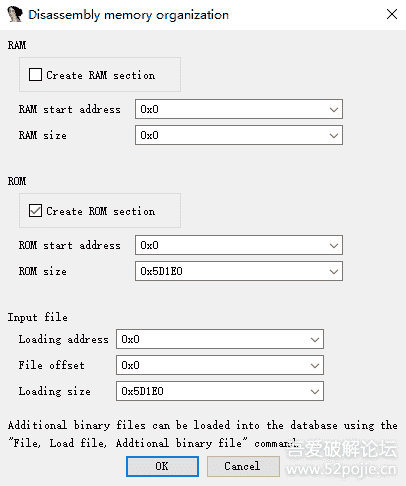 Disassembly memory organization
RAM
Create RAM section
RAM start address 0x0
RAM size 0x0
ROM
Create ROM section
ROM start address 0x0
ROM size 0x5D1E0
Input file
Loading address 0x0
File offset 0x0
Loading size 0x5D1E0
Additional binary files can be loaded into the database using the
"File, Load file, Addtional binary file" command.
OK Cancel
吾爱破解论坛
www.52pojie.cn